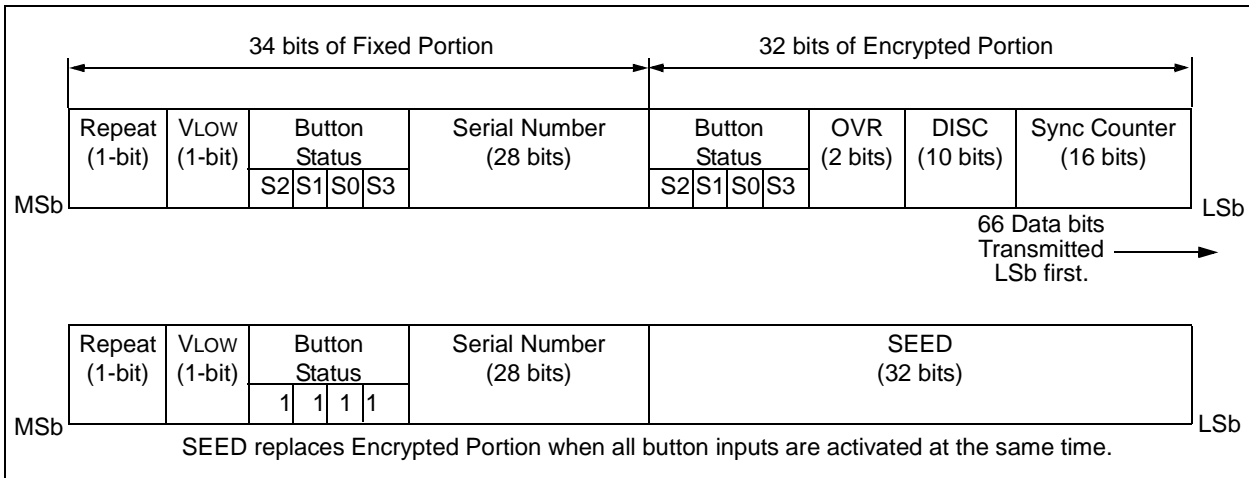 34 bits of Fixed Portion 32 bits of Encrypted Portion
Repeat VLOW Button Serial Number Button OVR DISC Sync Counter
(1-bit) (1-bit) Status (28 bits) Status (2 bits) (10 bits) (16 bits)
S2 S1 S0 S3 S2 S1 S0 S3
MSb LSb
66 Data bits
Transmitted
LSb first.
Repeat VLOW Button Serial Number SEED
(1-bit) (1-bit) Status (28 bits) (32 bits)
1 1 1 1
MSb LSb
SEED replaces Encrypted Portion when all button inputs are activated at the same time.